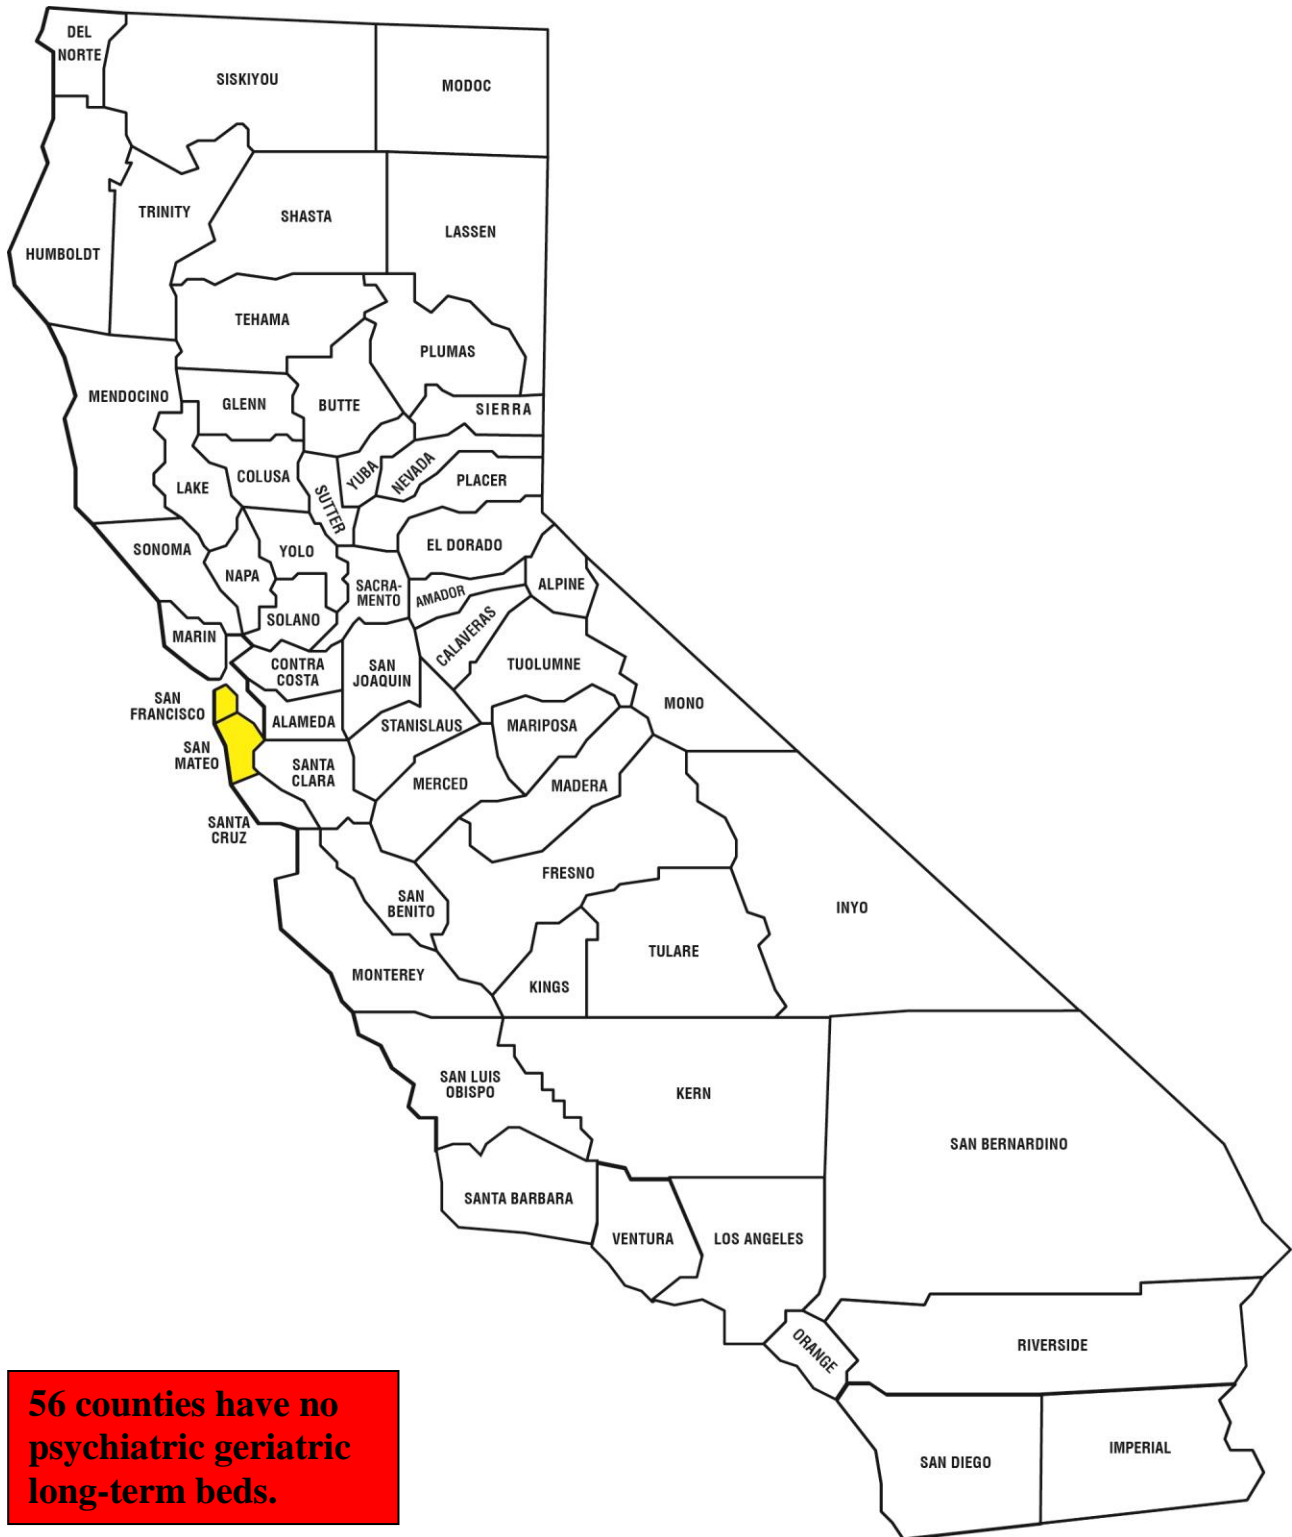 DEL
NORTE
SISKIYOU
MODOC
TRINITY
SHASTA
LASSEN
HUMBOLDT
TEHAMA
PLUMAS
MENDOCINO
GLENN
BUTTE
SIERRA
LAKE
COLUSA
SUTTER
YUBA
NEVADA
PLACER
SONOMA
NAPA
YOLO
EL DORADO
SOLANO
SACRA-
MENTO
AMADOR
ALPINE
MARIN
CALAVERAS
CONTRA
COSTA
SAN
JOAQUIN
TUOLUMNE
MONO
SAN
FRANCISCO
ALAMEDA
STANISLAUS
MARIPOSA
SAN
MATEO
SANTA
CLARA
MERCED
MADERA
SANTA
CRUZ
FRESNO
SAN
BENITO
INYO
MONTEREY
KINGS
TULARE
SAN LUIS
OBISPO
KERN
SAN BERNARDINO
SANTA BARBARA
VENTURA
LOS ANGELES
ORANGE
RIVERSIDE
SAN DIEGO
IMPERIAL
56 counties have no
psychiatric geriatric
long-term beds.